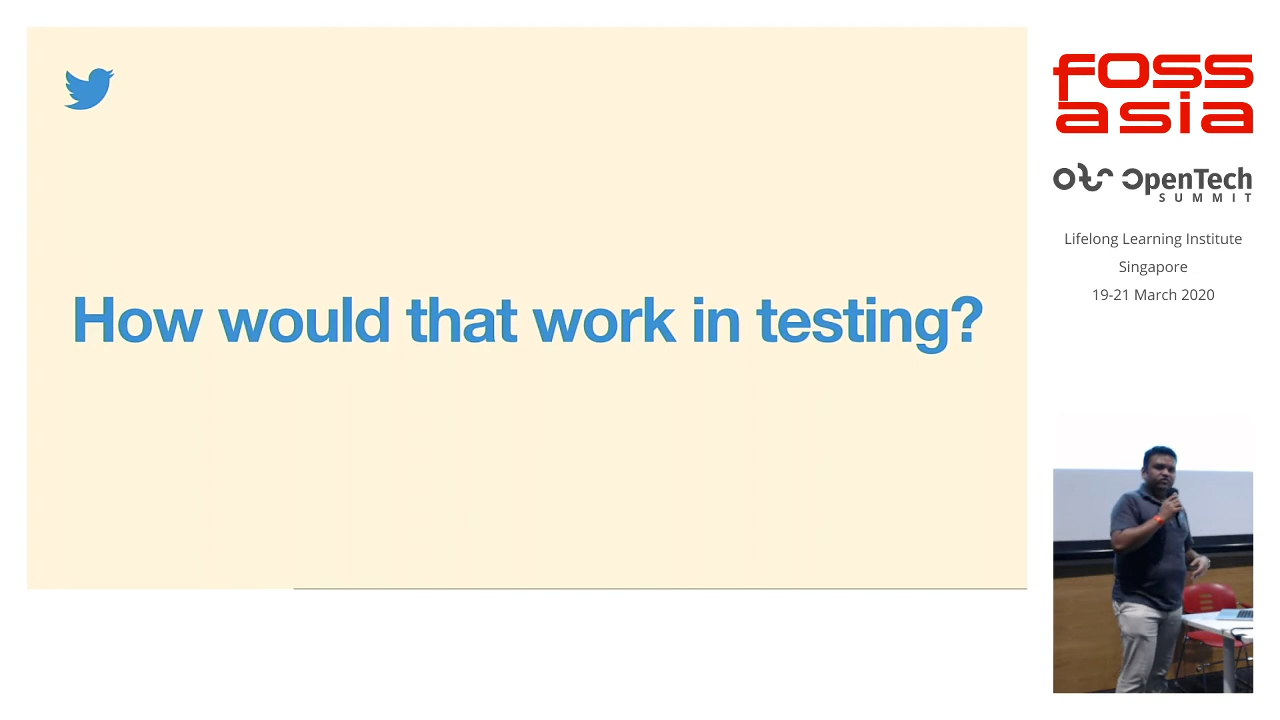 How would that work in testing?
fOSS
asia
OpenTech
SUMMIT
Lifelong Learning Institute
Singapore
19-21 March 2020